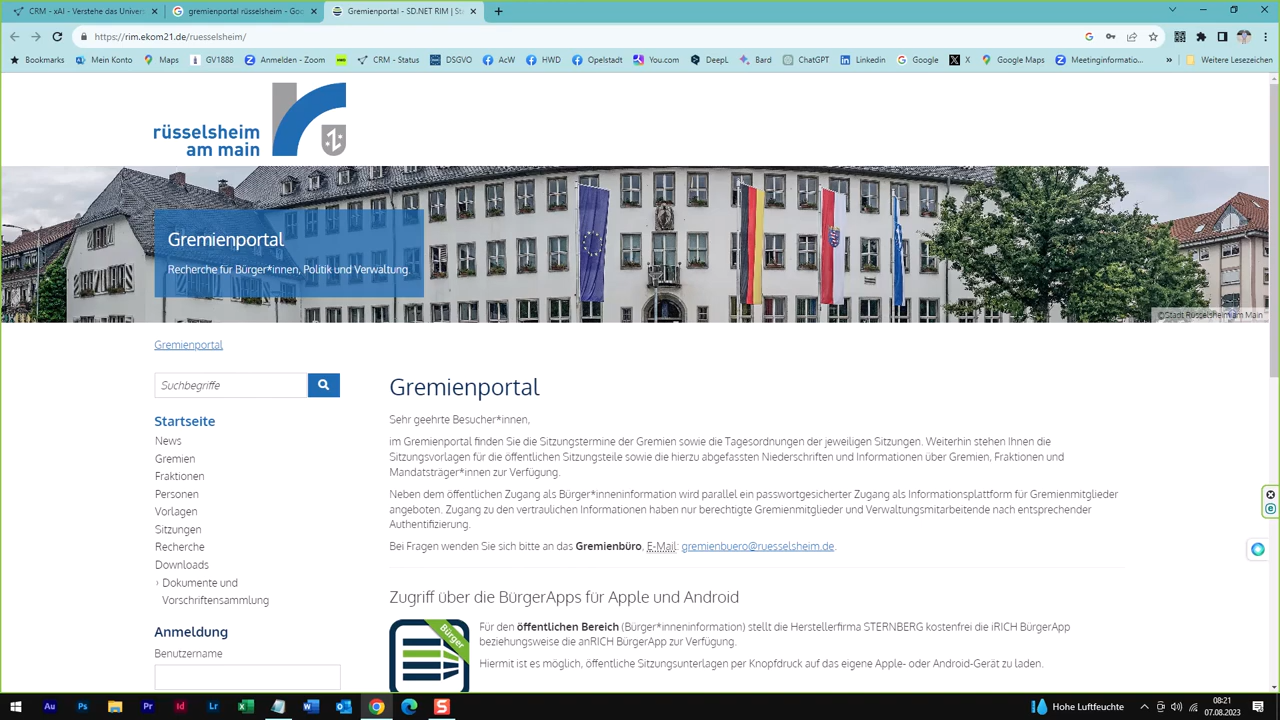 CRM - xAI - Verstehe das Univers
gremienportal rüsselsheim - Goo
Gremienportal - SD.NET RIM | Sta
https://rim.ekom21.de/ruesselsheim/
Bookmarks Mein Konto Maps GV1888 Anmelden - Zoom CRM - Status DSGVO AcW HWD Opelstadt You.com DeepL Bard ChatGPT Linkedin Google X Google Maps Meetinginformatio... » Weitere Lesezeichen
rüsselsheim
am main
Gremienportal
Recherche für Bürger*innen, Politik und Verwaltung.
©Stadt Rüsselsheim am Main
Gremienportal
Suchbegriffe
Startseite
News
Gremien
Fraktionen
Personen
Vorlagen
Sitzungen
Recherche
Downloads
› Dokumente und
Vorschriftensammlung
Anmeldung
Benutzername
Gremienportal
Sehr geehrte Besucher*innen,
im Gremienportal finden Sie die Sitzungstermine der Gremien sowie die Tagesordnungen der jeweiligen Sitzungen. Weiterhin stehen Ihnen die
Sitzungsvorlagen für die öffentlichen Sitzungsteile sowie die hierzu abgefassten Niederschriften und Informationen über Gremien, Fraktionen und
Mandatsträger*innen zur Verfügung.
Neben dem öffentlichen Zugang als Bürger*inneninformation wird parallel ein passwortgesicherter Zugang als Informationsplattform für Gremienmitglieder
angeboten. Zugang zu den vertraulichen Informationen haben nur berechtigte Gremienmitglieder und Verwaltungsmitarbeitende nach entsprechender
Authentifizierung.
Bei Fragen wenden Sie sich bitte an das Gremienbüro, E-Mail: gremienbuero@ruesselsheim.de.
Zugriff über die BürgerApps für Apple und Android
Bürger
Für den öffentlichen Bereich (Bürger*inneninformation) stellt die Herstellerfirma STERNBERG kostenfrei die iRICH BürgerApp
beziehungsweise die anRICH BürgerApp zur Verfügung.
Hiermit ist es möglich, öffentliche Sitzungsunterlagen per Knopfdruck auf das eigene Apple- oder Android-Gerät zu laden.
Au Ps Pr Id Lr
Hohe Luftfeuchte
08:21
07.08.2023